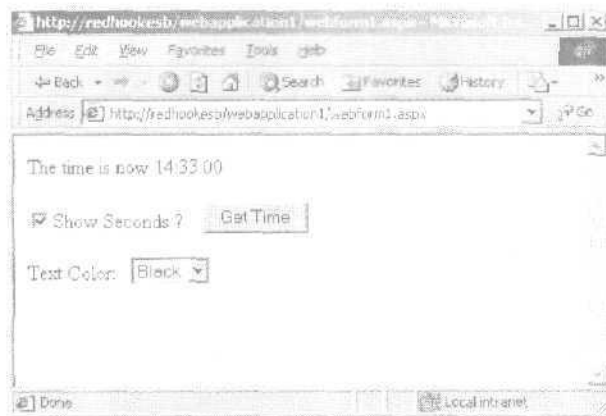 http://redhookesb/webapplication1/webform1.aspx - Microsoft
File Edit View Favorites Tools Help
Back Search Favorites History »
Address http://redhookesb/webapplication1/webform1.aspx Go
The time is now 14:33:00
Show Seconds ? Get Time
Text Color: Black
Done Local intranet